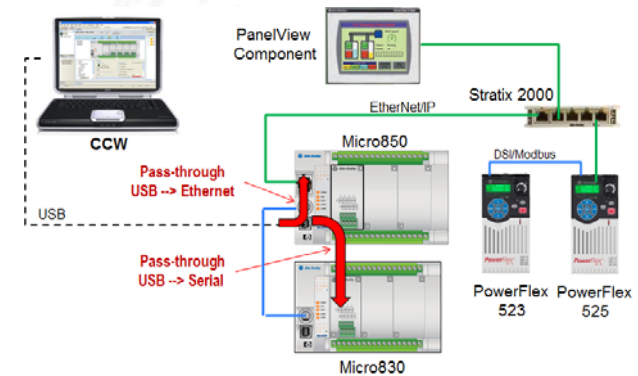 PanelView
Component
Stratix 2000
EtherNet/IP
CCW
Micro850
DSI/Modbus
Pass-through
USB --> Ethernet
USB
Pass-through
USB --> Serial
PowerFlex
523
PowerFlex
525
Micro830